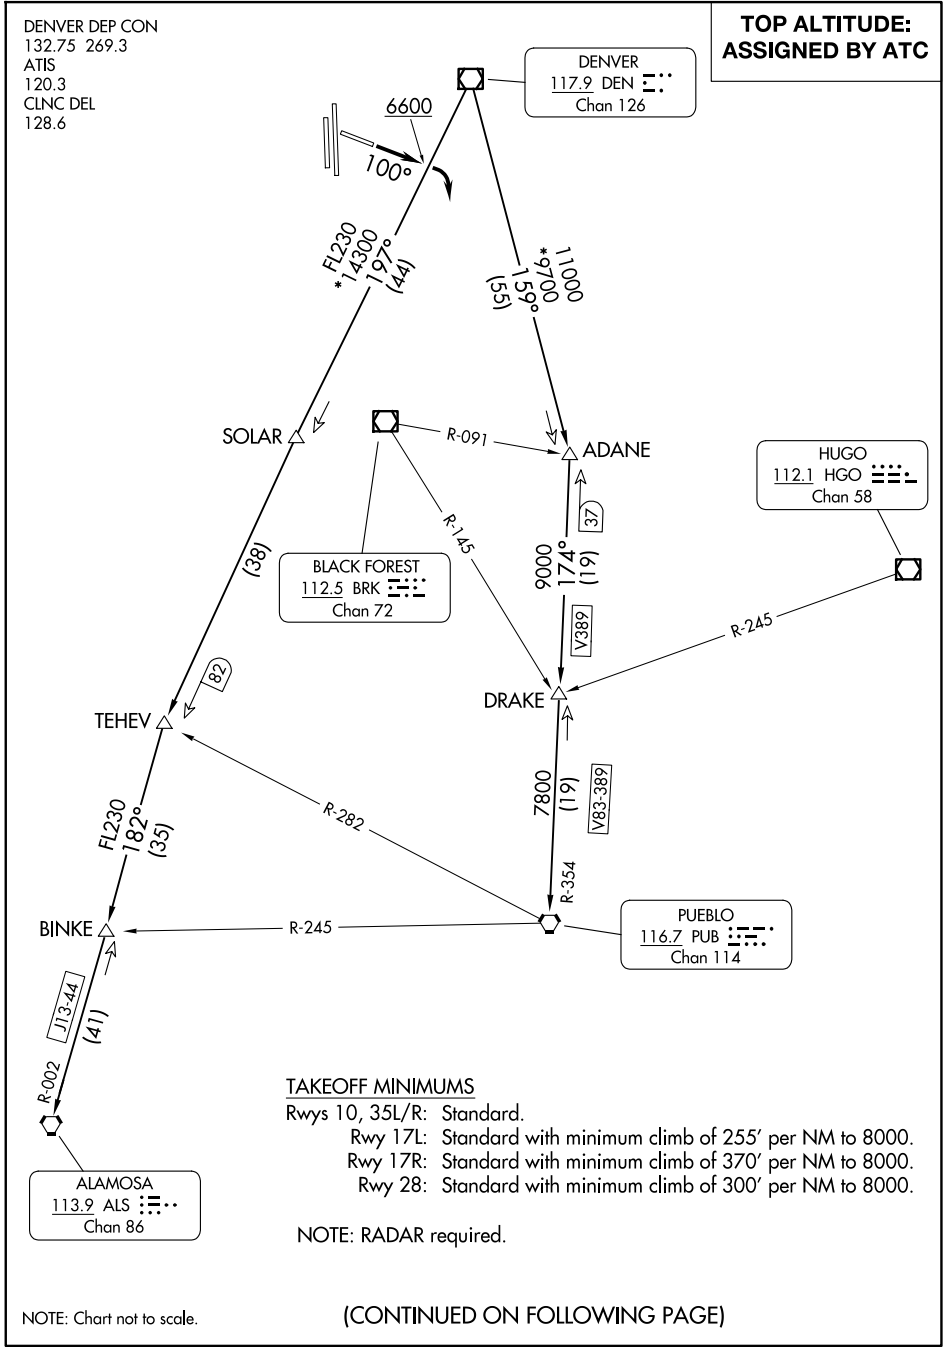 DENVER DEP CON
132.75 269.3
ATIS
120.3
CLNC DEL
128.6
TOP ALTITUDE:
ASSIGNED BY ATC
DENVER
117.9 DEN
Chan 126
6600
100°
FL230
*14300
197°
(44)
11000
*9700
159°
(55)
SOLAR
R-091
ADANE
HUGO
112.1 HGO
Chan 58
37
R-145
9000
174°
(19)
(38)
BLACK FOREST
112.5 BRK
Chan 72
V389
R-245
82
DRAKE
TEHEV
7800
(19)
V83-389
R-282
FL230
182°
(35)
R-354
PUEBLO
116.7 PUB
Chan 114
BINKE
R-245
J13-44
(41)
R-002
TAKEOFF MINIMUMS
Rwys 10, 35L/R: Standard.
Rwy 17L: Standard with minimum climb of 255' per NM to 8000.
Rwy 17R: Standard with minimum climb of 370' per NM to 8000.
Rwy 28: Standard with minimum climb of 300' per NM to 8000.
ALAMOSA
113.9 ALS
Chan 86
NOTE: RADAR required.
NOTE: Chart not to scale.
(CONTINUED ON FOLLOWING PAGE)